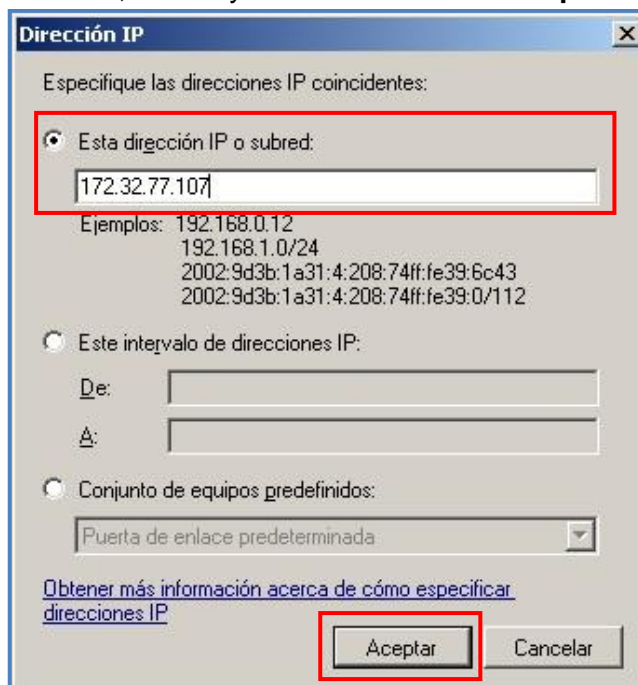 Dirección IP
Especifique las direcciones IP coincidentes:
Esta dirección IP o subred:
172.32.77.107
Ejemplos: 192.168.0.12
192.168.1.0/24
2002:9d3b:1a31:4:208:74ff:fe39:6c43
2002:9d3b:1a31:4:208:74ff:fe39:0/112
Este intervalo de direcciones IP:
De:
A:
Conjunto de equipos predefinidos:
Puerta de enlace predeterminada
Obtener más información acerca de cómo especificar
direcciones IP
Aceptar Cancelar